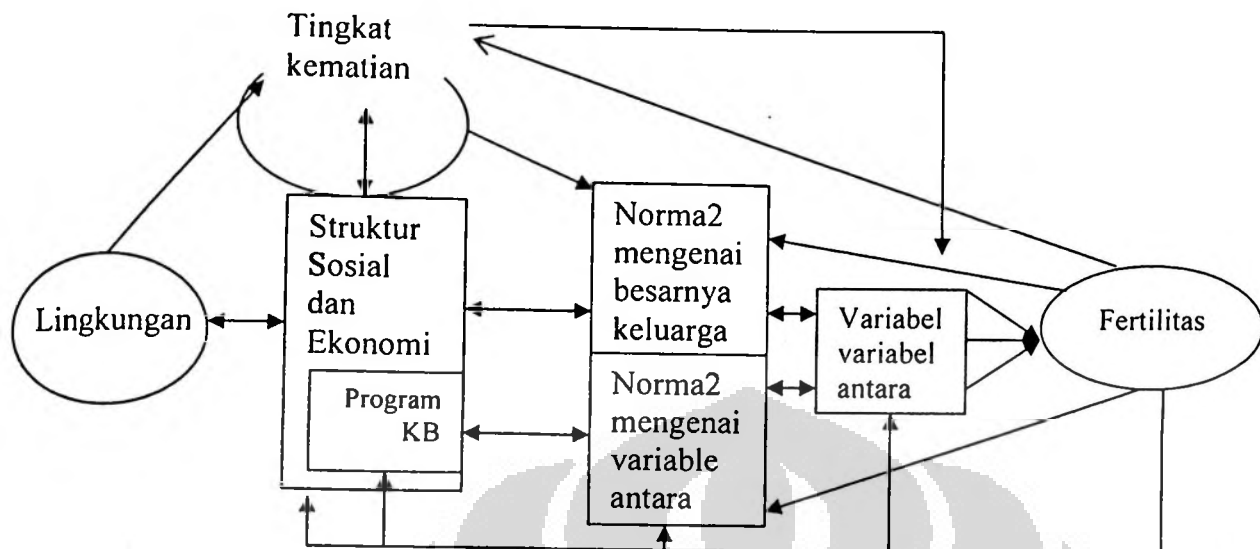 Tingkat
kematian
Struktur
Sosial
dan
Ekonomi
Program
KB
Lingkungan
Norma2
mengenai
besarnya
keluarga
Norma2
mengenai
variable
antara
Variabel
variabel
antara
Fertilitas